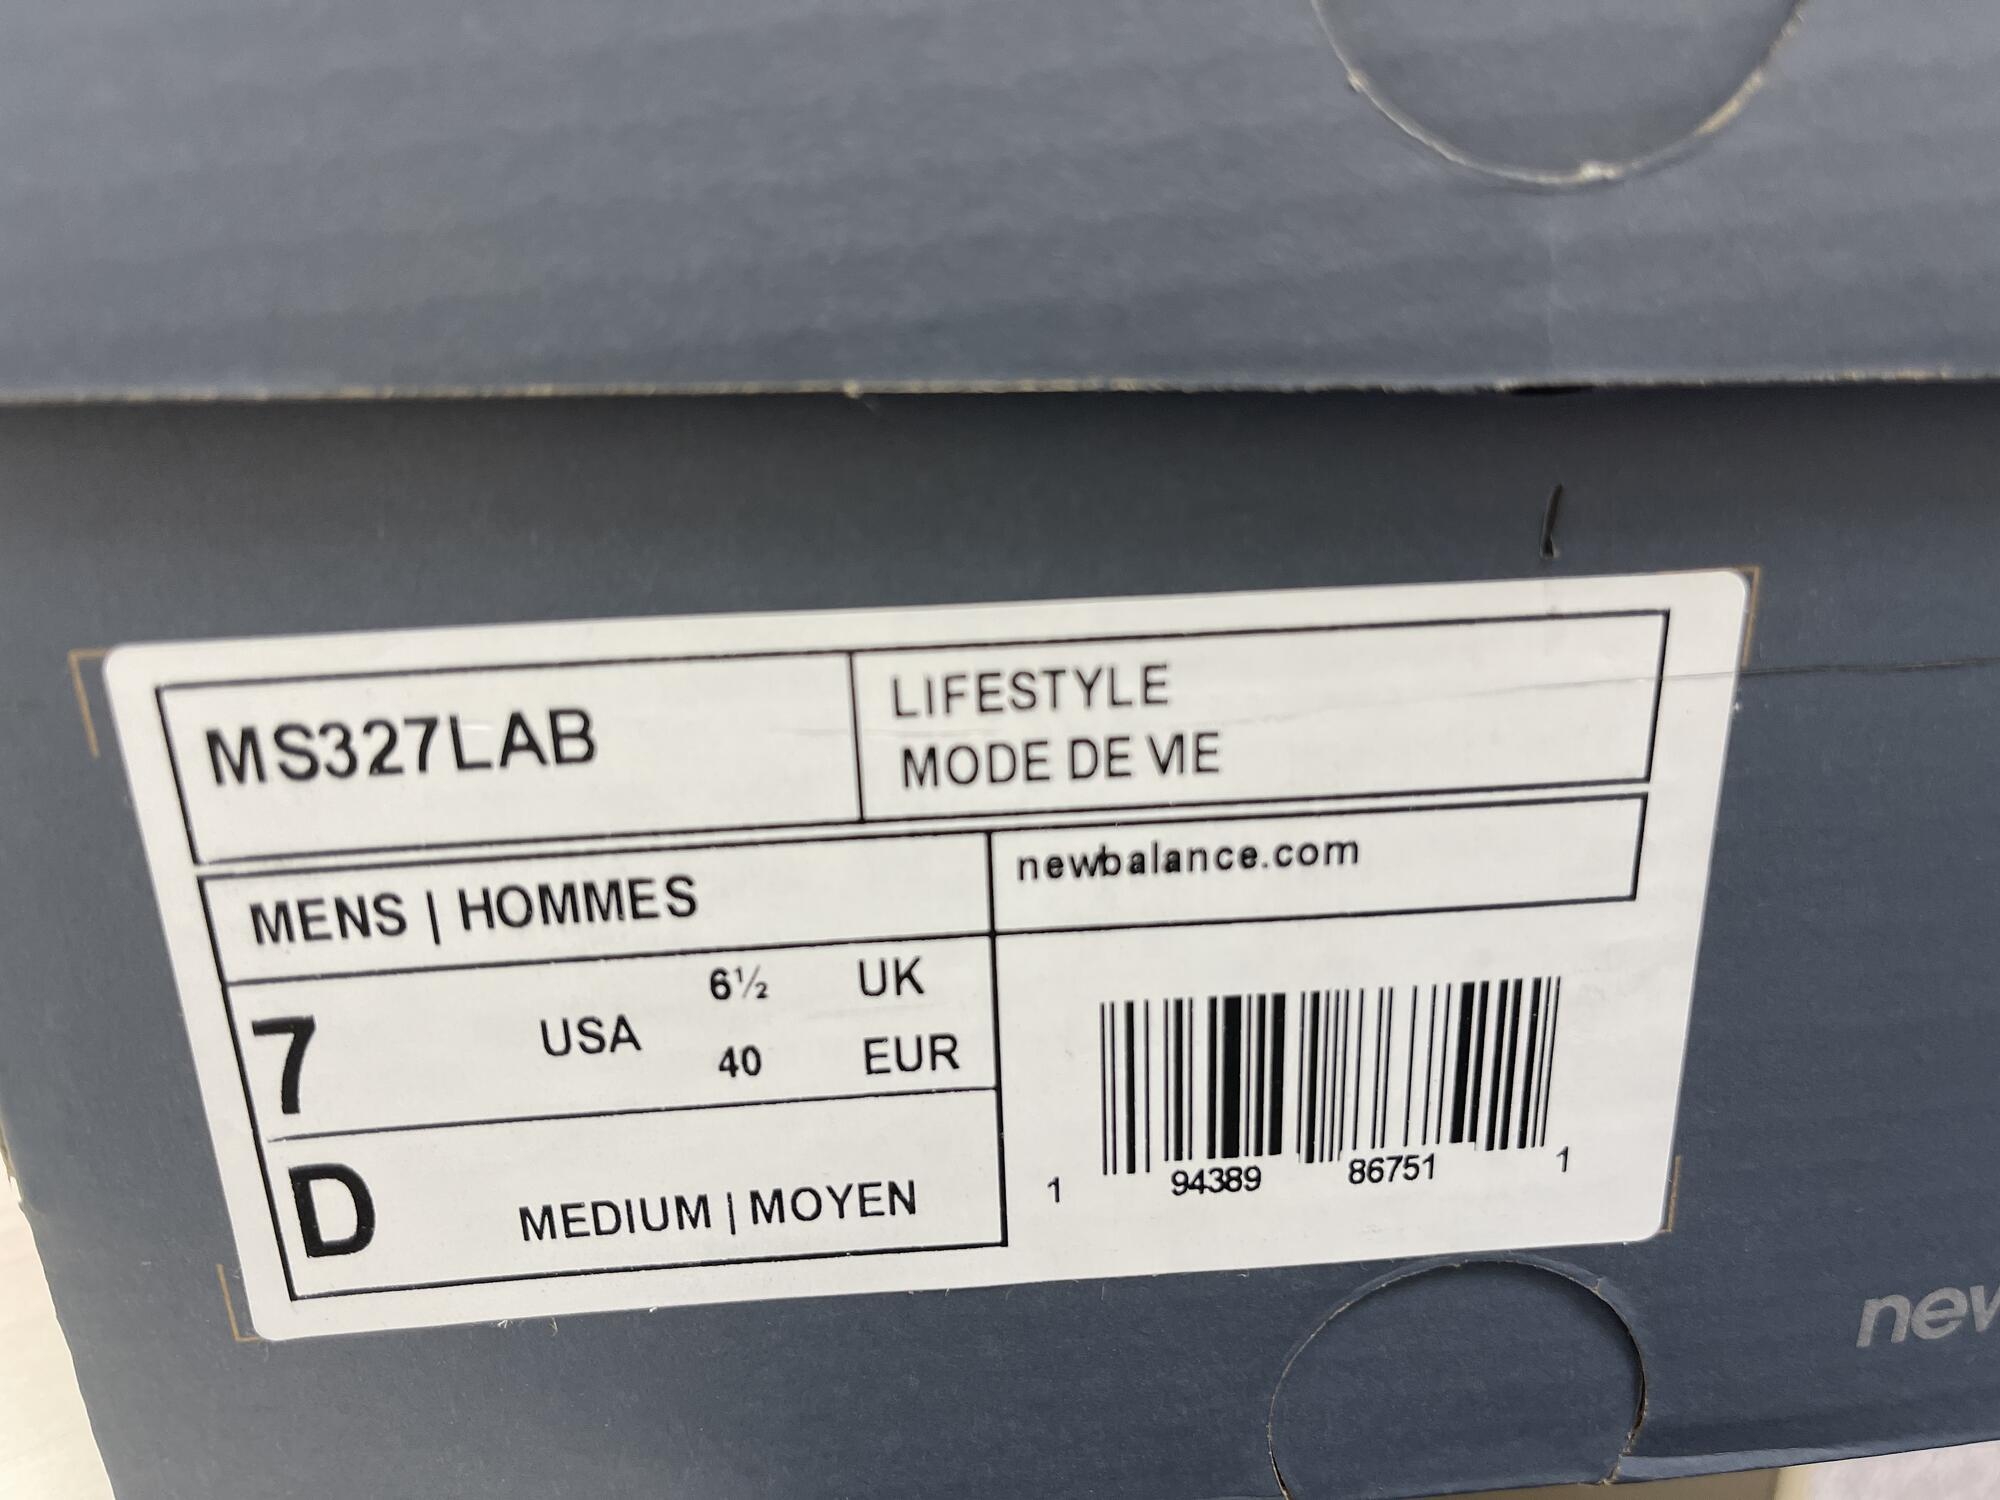 MS327LAB
LIFESTYLE
MODE DE VIE
MENS | HOMMES
newbalance.com
7 USA
6½ UK
40 EUR
D MEDIUM | MOYEN
1 94389 86751 1